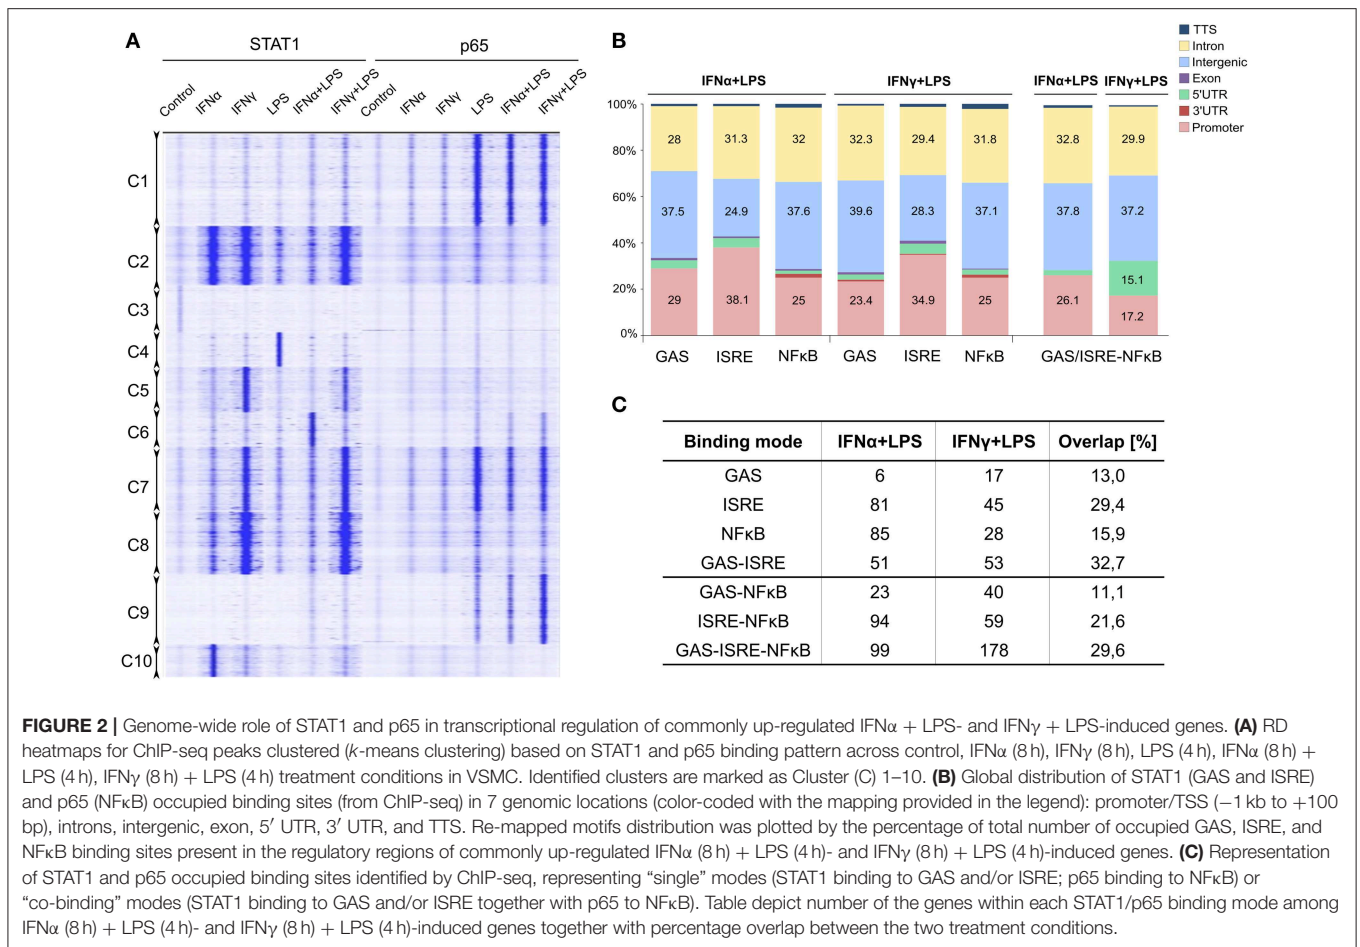 A
STAT1 p65
Control IFNα IFNγ LPS IFNα+LPS IFNγ+LPS Control IFNα IFNγ LPS IFNα+LPS IFNγ+LPS
C1
C2
C3
C4
C5
C6
C7
C8
C9
C10
B
TTS
Intron
Intergenic
Exon
5'UTR
3'UTR
Promoter
IFNα+LPS IFNγ+LPS IFNα+LPS IFNγ+LPS
100%
80%
60%
40%
20%
0%
28 31.3 32 32.3 29.4 31.8 32.8 29.9
37.5 24.9 37.6 39.6 28.3 37.1 37.8 37.2
15.1
29 38.1 25 23.4 34.9 25 26.1 17.2
GAS ISRE NFκB GAS ISRE NFκB GAS/ISRE-NFκB
C
Binding mode IFNα+LPS IFNγ+LPS Overlap [%]
GAS 6 17 13,0
ISRE 81 45 29,4
NFκB 85 28 15,9
GAS-ISRE 51 53 32,7
GAS-NFκB 23 40 11,1
ISRE-NFκB 94 59 21,6
GAS-ISRE-NFκB 99 178 29,6
FIGURE 2 | Genome-wide role of STAT1 and p65 in transcriptional regulation of commonly up-regulated IFNα + LPS- and IFNγ + LPS-induced genes. (A) RD
heatmaps for ChIP-seq peaks clustered (k-means clustering) based on STAT1 and p65 binding pattern across control, IFNα (8 h), IFNγ (8 h), LPS (4 h), IFNα (8 h) +
LPS (4 h), IFNγ (8 h) + LPS (4 h) treatment conditions in VSMC. Identified clusters are marked as Cluster (C) 1–10. (B) Global distribution of STAT1 (GAS and ISRE)
and p65 (NFκB) occupied binding sites (from ChIP-seq) in 7 genomic locations (color-coded with the mapping provided in the legend): promoter/TSS (−1 kb to +100
bp), introns, intergenic, exon, 5′ UTR, 3′ UTR, and TTS. Re-mapped motifs distribution was plotted by the percentage of total number of occupied GAS, ISRE, and
NFκB binding sites present in the regulatory regions of commonly up-regulated IFNα (8 h) + LPS (4 h)- and IFNγ (8 h) + LPS (4 h)-induced genes. (C) Representation
of STAT1 and p65 occupied binding sites identified by ChIP-seq, representing “single” modes (STAT1 binding to GAS and/or ISRE; p65 binding to NFκB) or
“co-binding” modes (STAT1 binding to GAS and/or ISRE together with p65 to NFκB). Table depict number of the genes within each STAT1/p65 binding mode among
IFNα (8 h) + LPS (4 h)- and IFNγ (8 h) + LPS (4 h)-induced genes together with percentage overlap between the two treatment conditions.